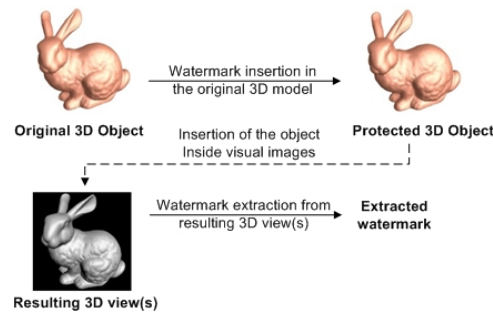 Watermark insertion in
the original 3D model
Original 3D Object
Protected 3D Object
Insertion of the object
Inside visual images
Watermark extraction from
resulting 3D view(s)
Extracted
watermark
Resulting 3D view(s)